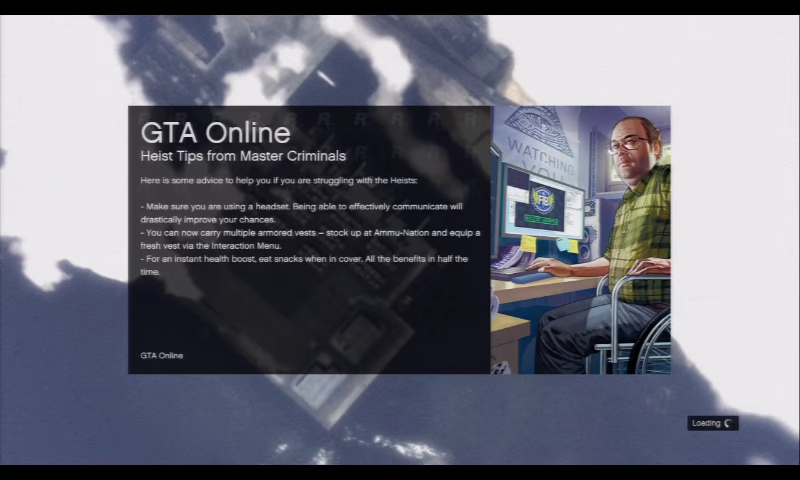 GTA Online
Heist Tips from Master Criminals
Here is some advice to help you if you are struggling with the Heists:
- Make sure you are using a headset. Being able to effectively communicate will
drastically improve your chances.
- You can now carry multiple armored vests – stock up at Ammu-Nation and equip a
fresh vest via the Interaction Menu.
- For an instant health boost, eat snacks when in cover. All the benefits in half the
time.
GTA Online
WATCHING
YOU
FIB
Loading